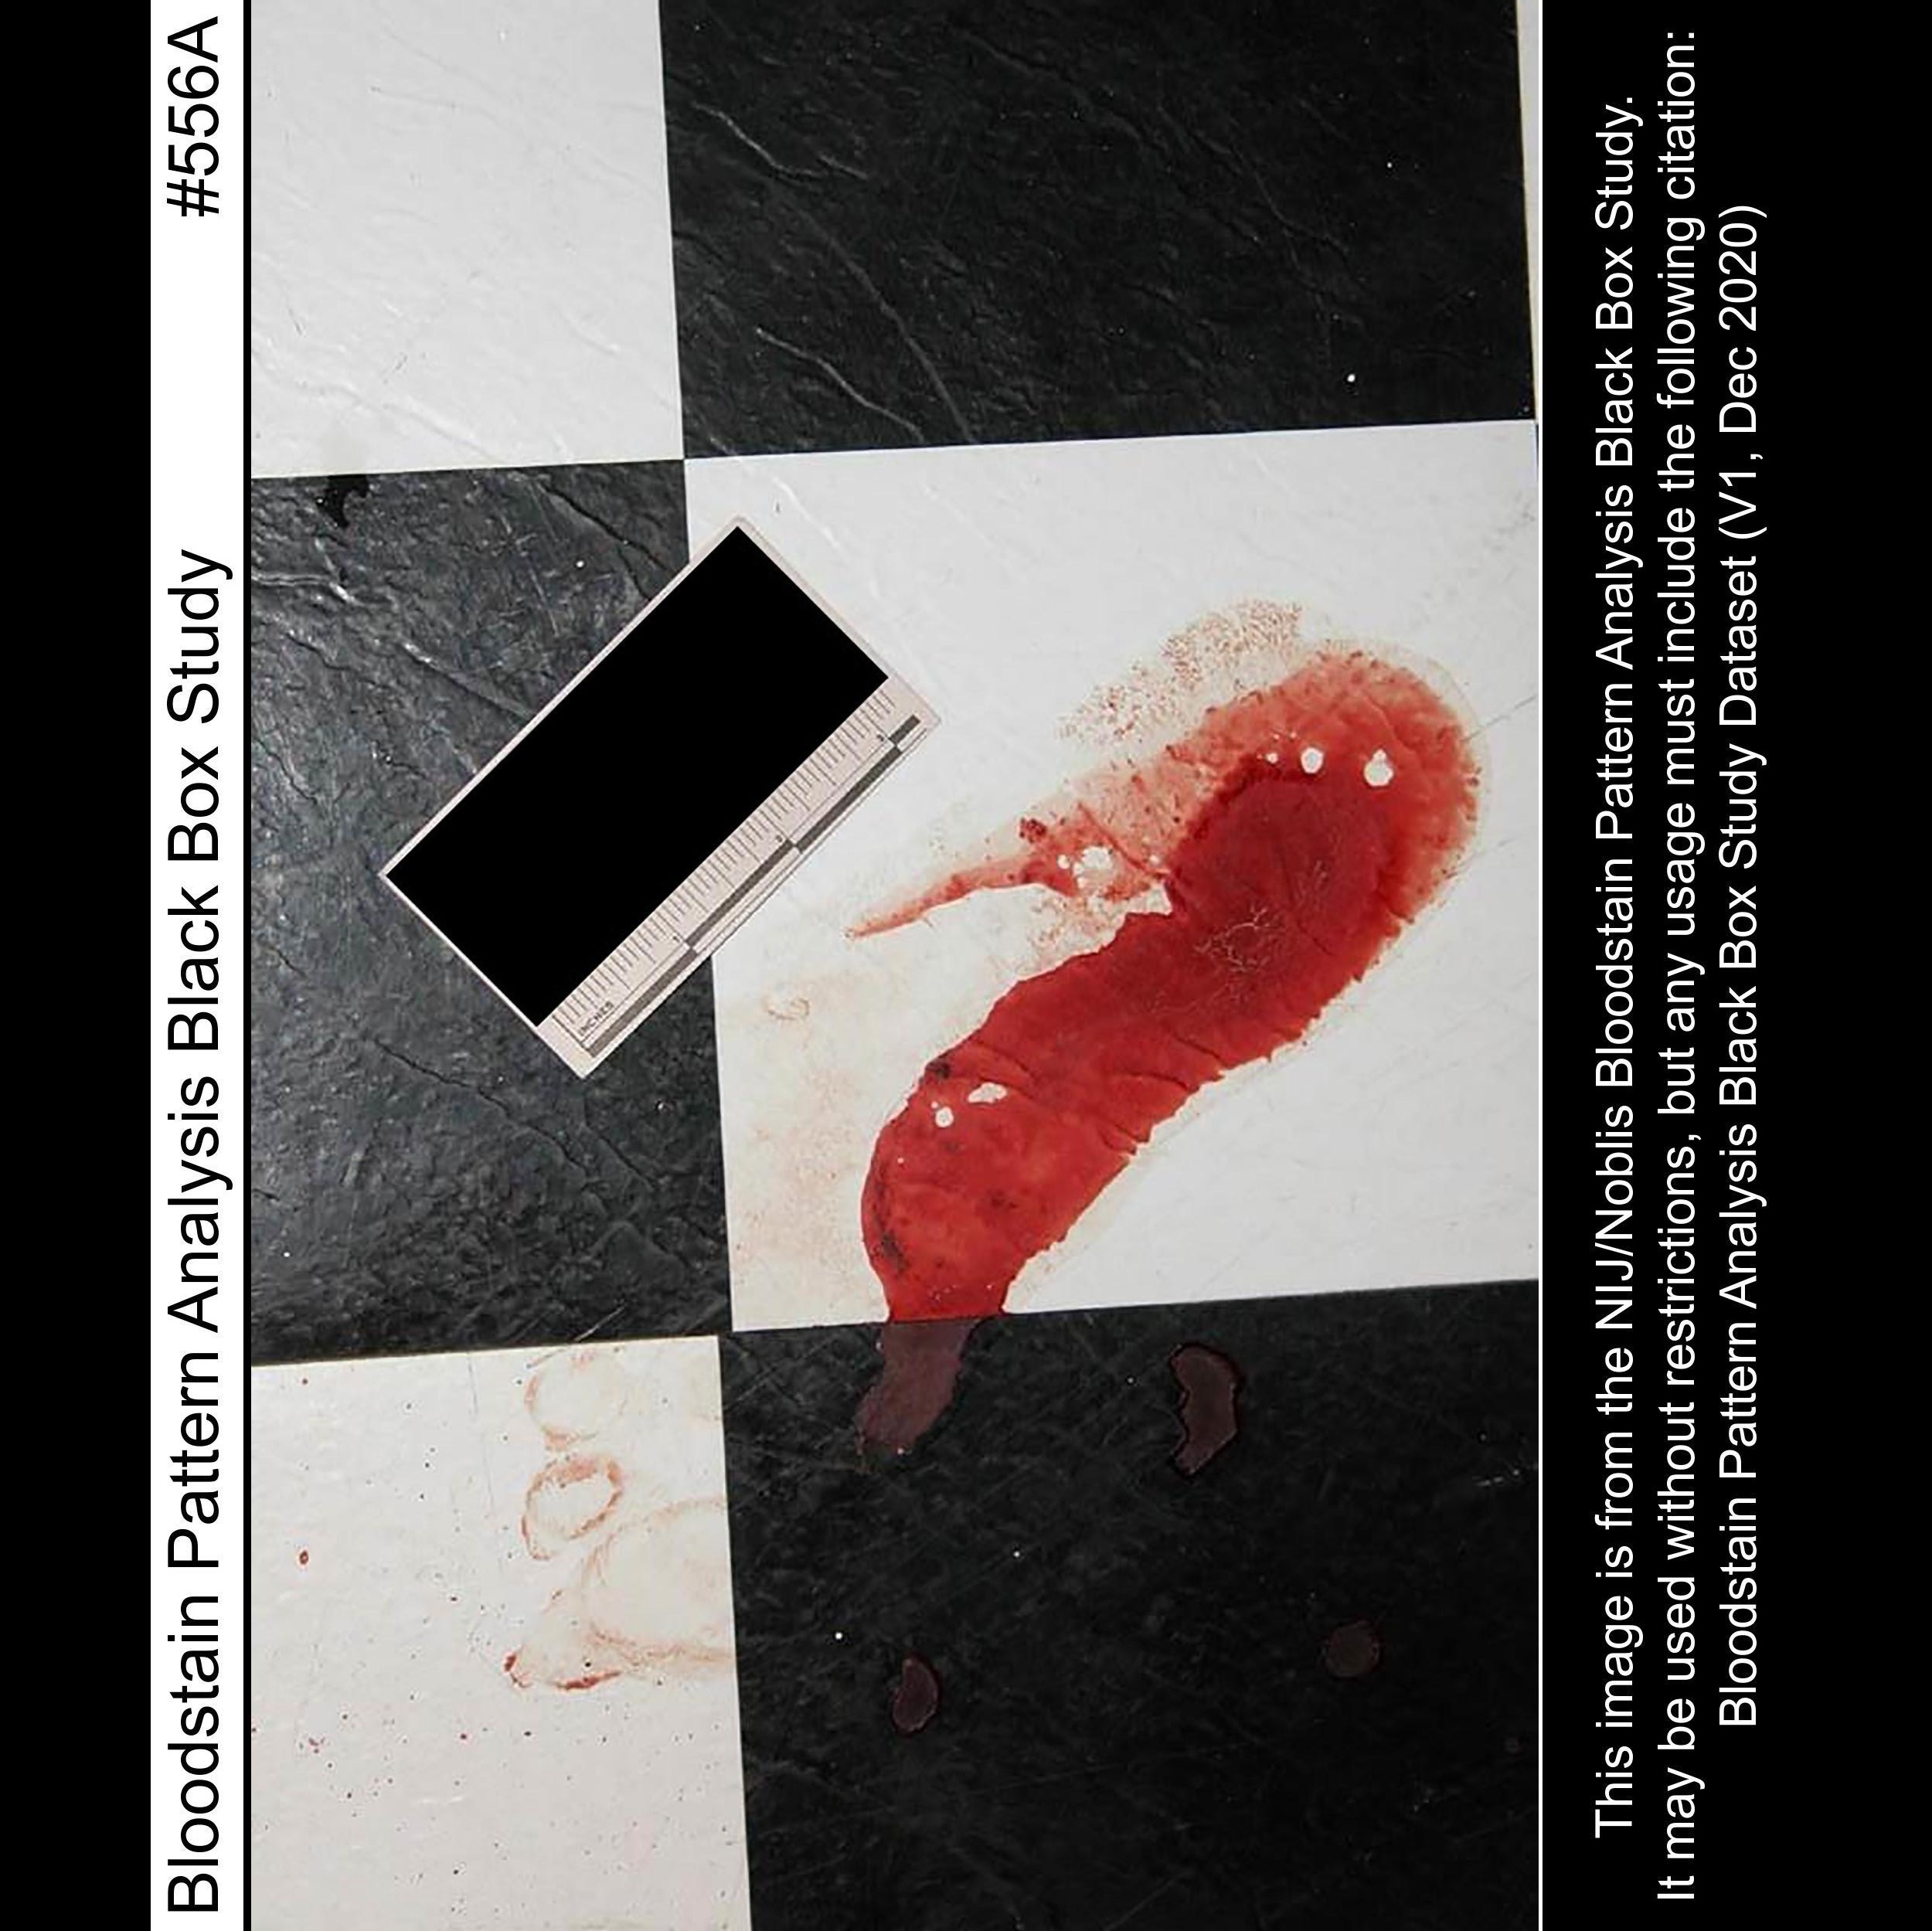 Bloodstain Pattern Analysis Black Box Study #556A
INCHES
This image is from the NIJ/Noblis Bloodstain Pattern Analysis Black Box Study.
It may be used without restrictions, but any usage must include the following citation:
Bloodstain Pattern Analysis Black Box Study Dataset (V1, Dec 2020)